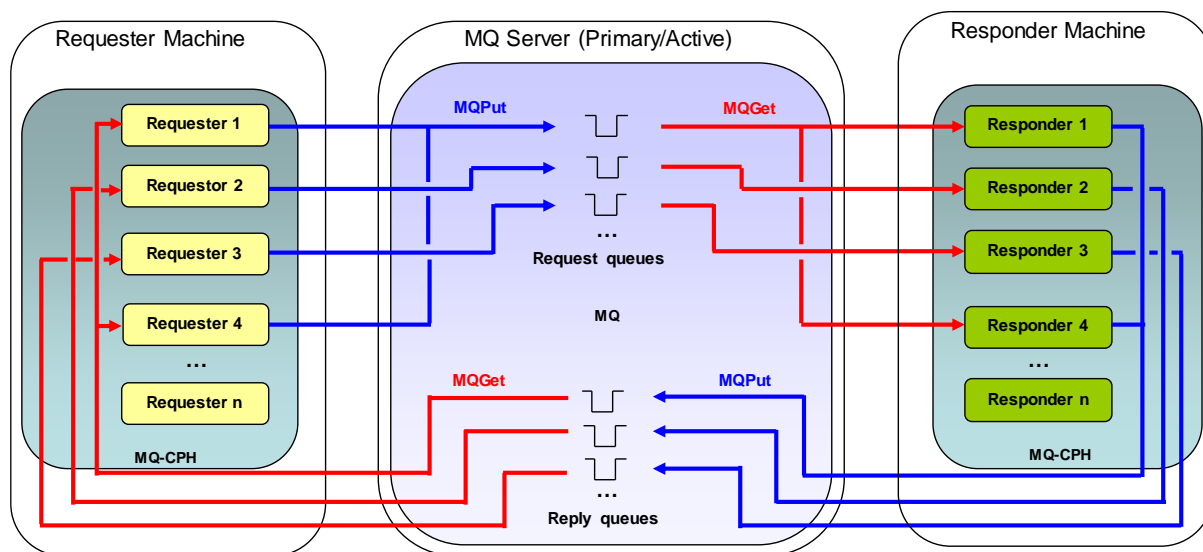 Requester Machine
MQ Server (Primary/Active)
Responder Machine
MQPut
MQGet
Requester 1
Responder 1
Requestor 2
Responder 2
Requester 3
Responder 3
...
Request queues
MQ
Requester 4
Responder 4
...
...
MQGet
MQPut
Requester n
Responder n
MQ-CPH
MQ-CPH
...
Reply queues